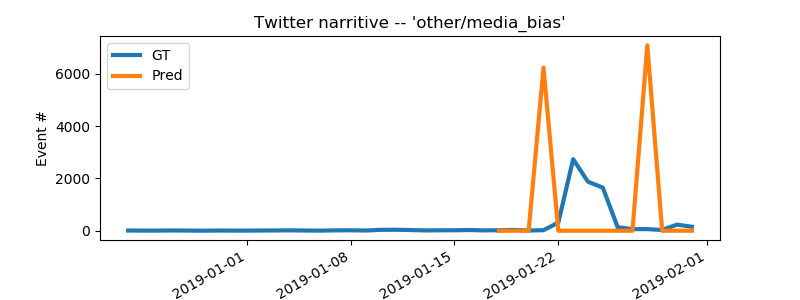 Twitter narritive -- 'other/media_bias'
GT
Pred
Event #
6000
4000
2000
0
2019-01-01
2019-01-08
2019-01-15
2019-01-22
2019-02-01